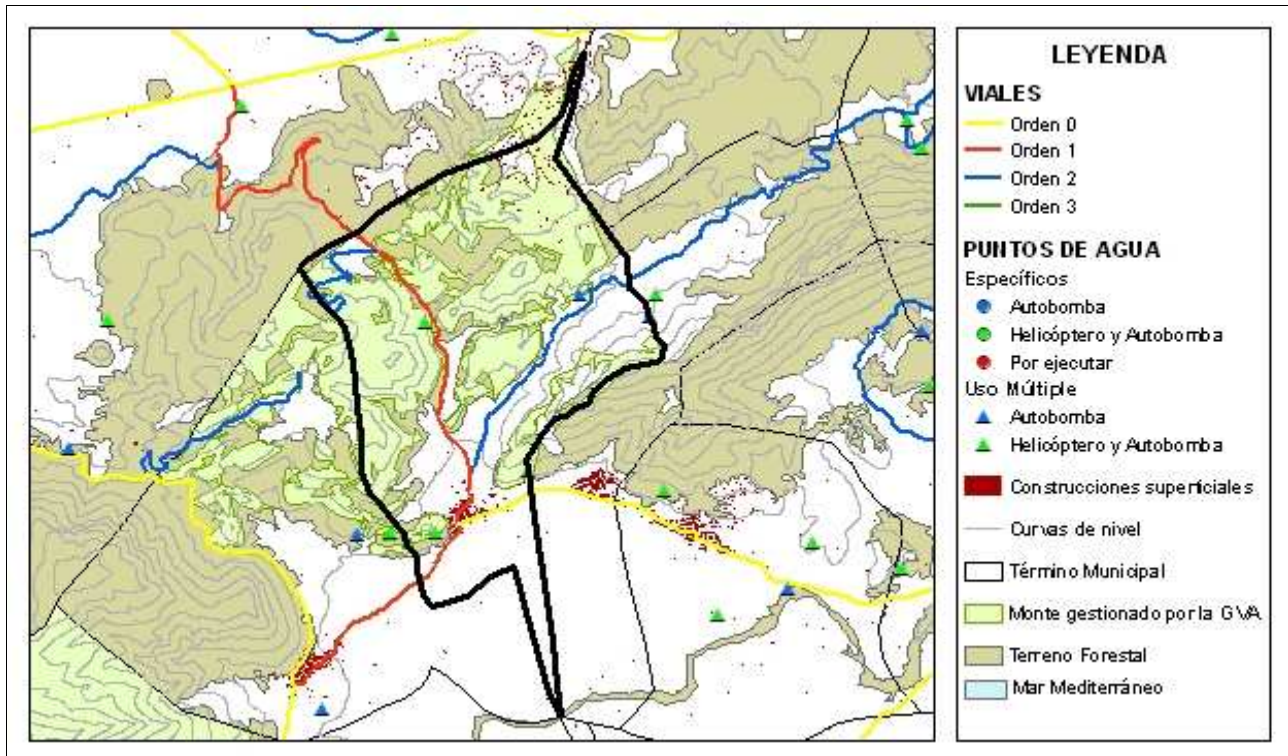 LEYENDA
VIALES
Orden 0
Orden 1
Orden 2
Orden 3
PUNTOS DE AGUA
Específicos
Autobomba
Helicóptero y Autobomba
Por ejecutar
Uso Múltiple
Autobomba
Helicóptero y Autobomba
Construcciones superficiales
Curvas de nivel
Término Municipal
Monte gestionado por la GVA
Terreno Forestal
Mar Mediterráneo